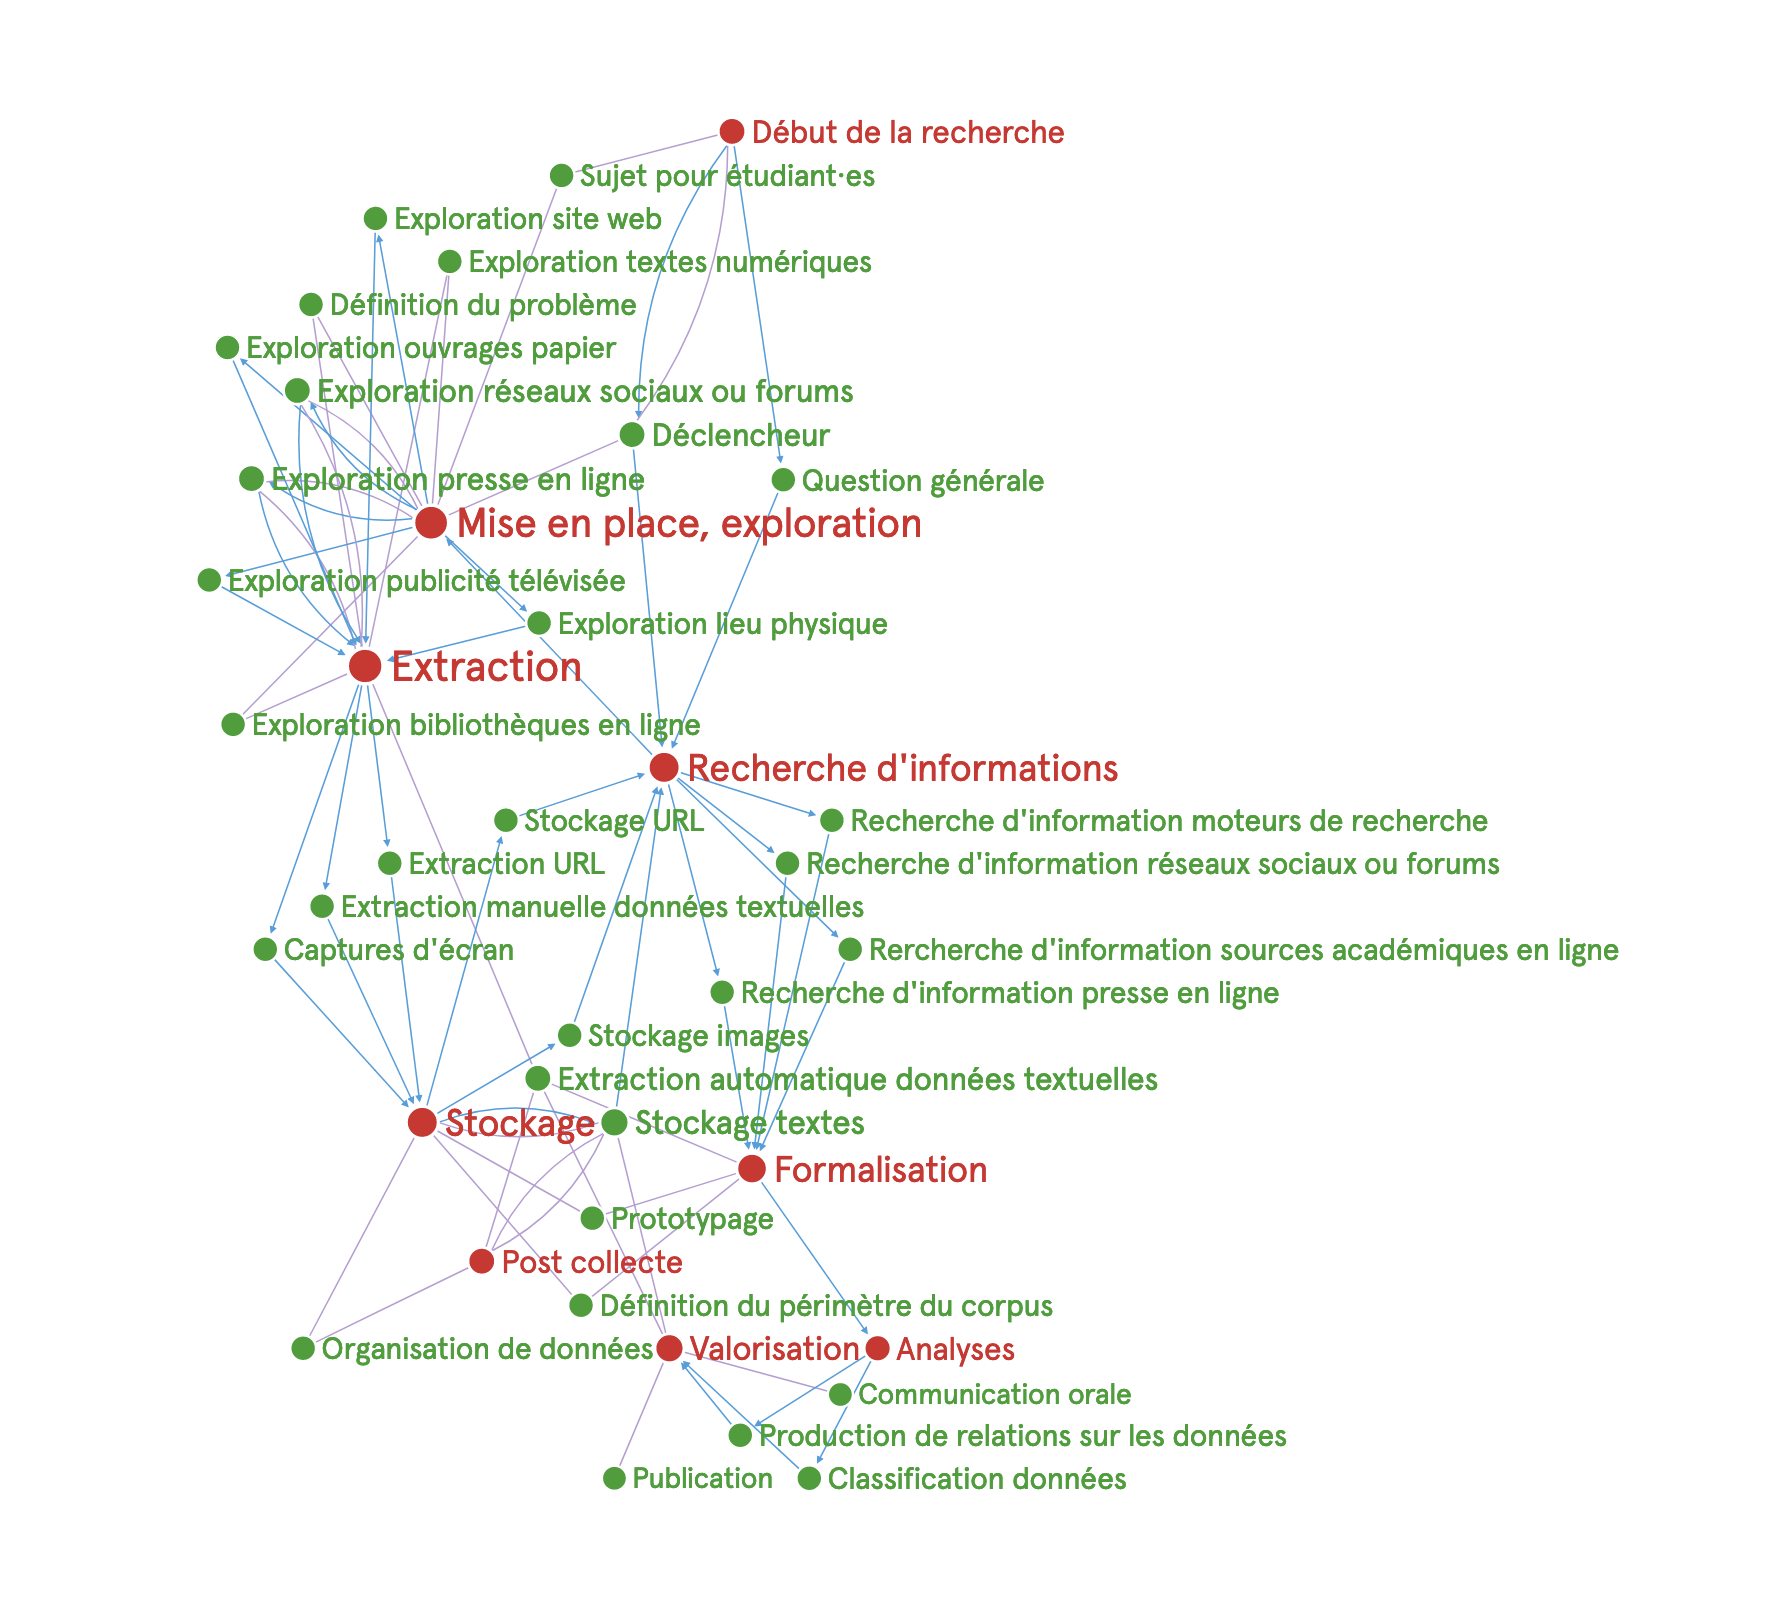 Début de la recherche
Sujet pour étudiant·es
Exploration site web
Exploration textes numériques
Définition du problème
Exploration ouvrages papier
Exploration réseaux sociaux ou forums
Déclencheur
Exploration presse en ligne
Question générale
Mise en place, exploration
Exploration publicité télévisée
Exploration lieu physique
Extraction
Exploration bibliothèques en ligne
Recherche d'informations
Stockage URL
Recherche d'information moteurs de recherche
Extraction URL
Recherche d'information réseaux sociaux ou forums
Extraction manuelle données textuelles
Captures d'écran
Rercherche d'information sources académiques en ligne
Recherche d'information presse en ligne
Stockage images
Extraction automatique données textuelles
Stockage
Stockage textes
Formalisation
Prototypage
Post collecte
Définition du périmètre du corpus
Organisation de données
Valorisation
Analyses
Communication orale
Production de relations sur les données
Publication
Classification données